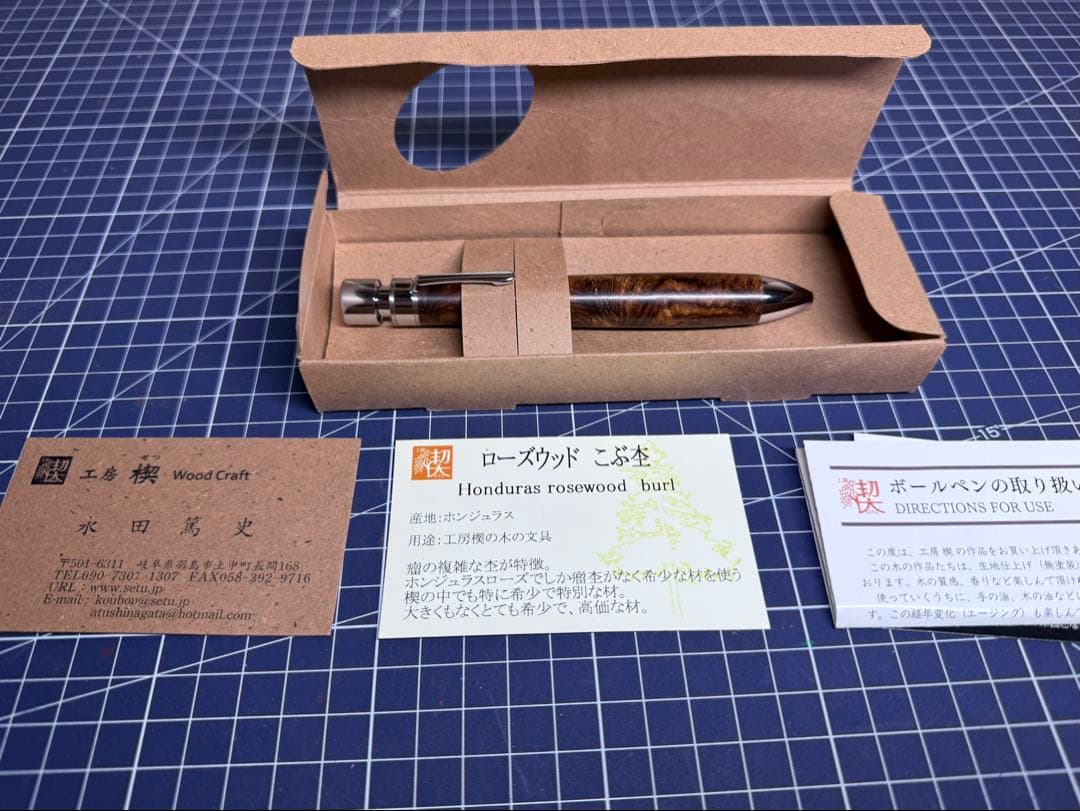 せつ
工房 楔 Wood Craft
永田篤史
〒501-6311 岐阜県羽島市上中町長間168
TEL090-7301-1307 FAX058-392-9716
URL:www.setu.jp
E-mail:koubou@setu.jp
atushinagata@hotmail.com
楔
ローズウッド こぶ杢
Honduras rosewood burl
産地:ホンジュラス
用途:工房楔の木の文具
瘤の複雑な杢が特徴。
ホンジュラスローズでしか瘤杢がなく希少な材を使う
楔の中でも特に希少で特別な材。
大きくもなくとても希少で、高価な材。
楔
ボールペンの取り扱い
DIRECTIONS FOR USE
この度は、工房 楔 の作品をお買い上げ頂き
この木の作品たちは、生地仕上げ(無塗装)
おります。木の質感、香りなど楽しんで頂け
使っていくうちに、手の油、木の油など
す。この経年変化(エージング)も楽しんで
15